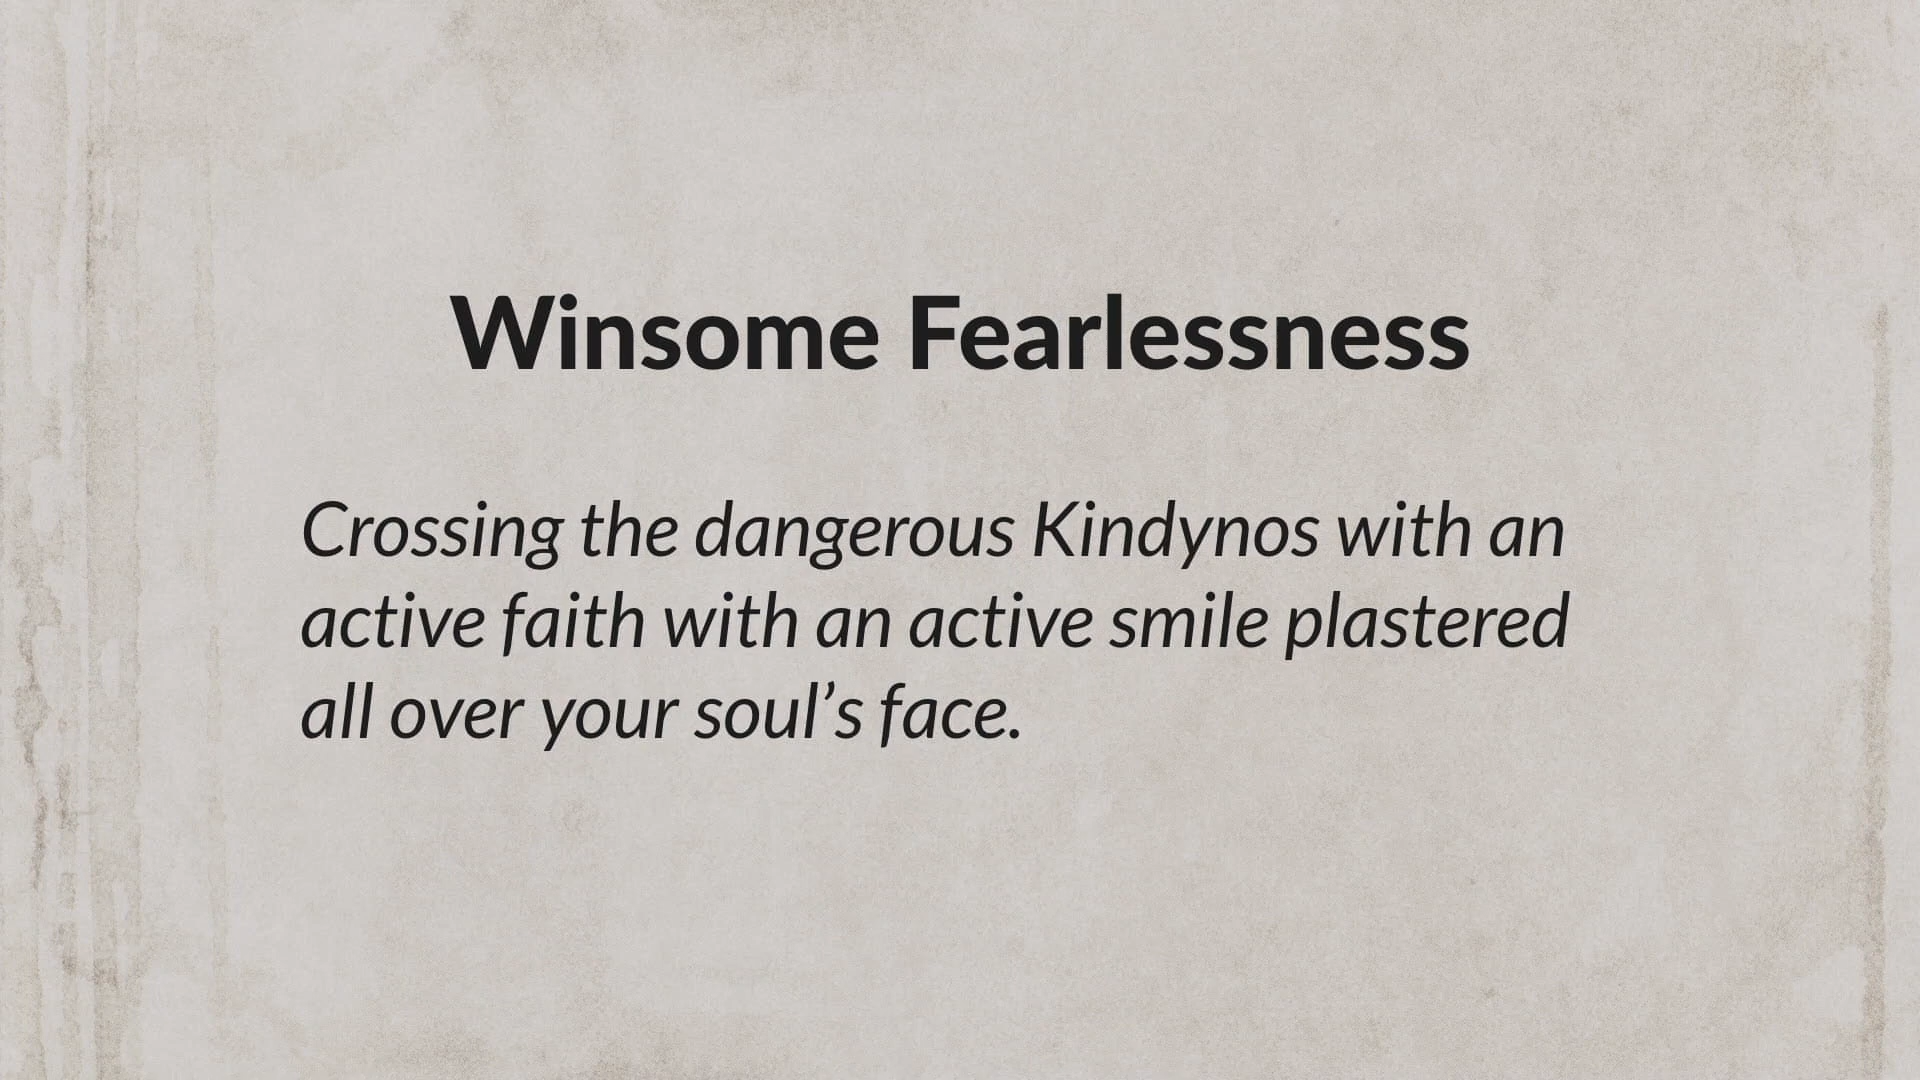 Winsome Fearlessness
Crossing the dangerous Kindynos with an
active faith with an active smile plastered
all over your soul’s face.